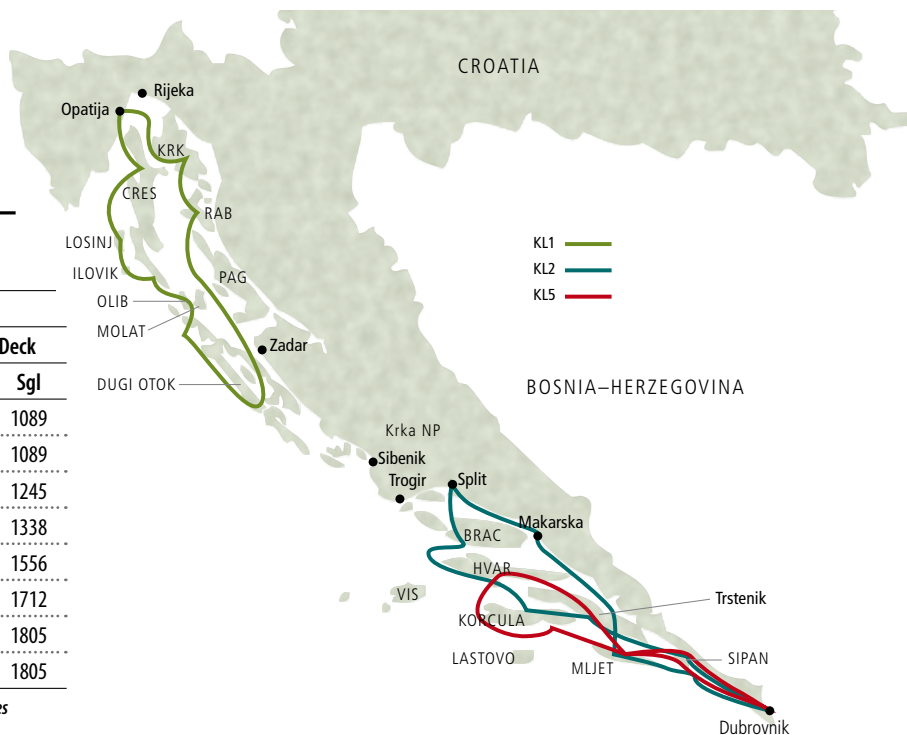 CROATIA
Rijeka
Opatija
KRK
CRES
RAB
LOSINJ
KL1
ILOVIK
PAG
KL2
KL5
OLIB
MOLAT
Zadar
DUGI OTOK
BOSNIA–HERZEGOVINA
Deck
Sgl
1089
1089
1245
1338
1556
1712
1805
1805
Krka NP
Sibenik
Trogir
Split
Makarska
BRAC
HVAR
VIS
Trstenik
KORCULA
LASTOVO
MLJET
SIPAN
Dubrovnik